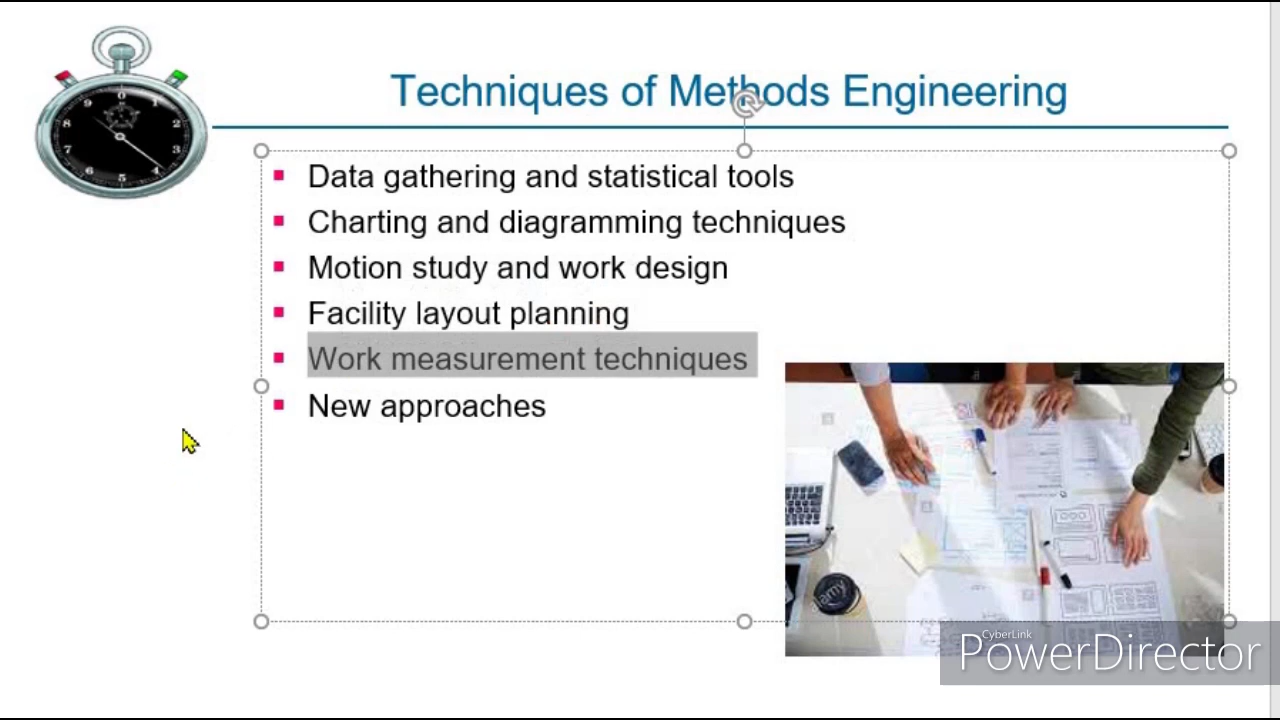 Techniques of Methods Engineering
Data gathering and statistical tools
Charting and diagramming techniques
Motion study and work design
Facility layout planning
Work measurement techniques
New approaches
CyberLink
PowerDirector